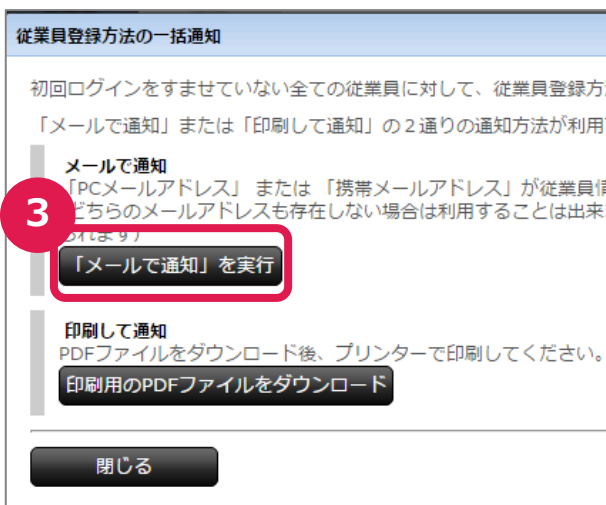 従業員登録方法の一括通知
初回ログインをすませていない全ての従業員に対して、従業員登録方
「メールで通知」または「印刷して通知」の2通りの通知方法が利用
メールで通知
「PCメールアドレス」 または 「携帯メールアドレス」が従業員情
3
どちらのメールアドレスも存在しない場合は利用することは出来
られます）
「メールで通知」を実行
印刷して通知
PDFファイルをダウンロード後、プリンターで印刷してください。
印刷用のPDFファイルをダウンロード
閉じる